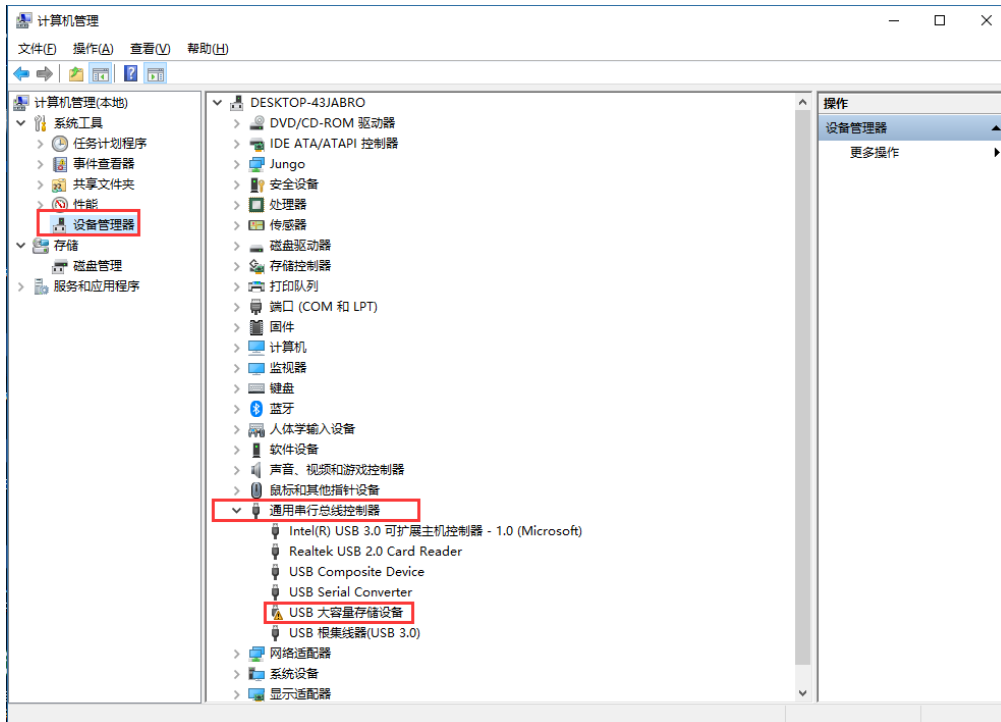 计算机管理
文件(F) 操作(A) 查看(V) 帮助(H)
计算机管理(本地)
系统工具
任务计划程序
事件查看器
共享文件夹
性能
设备管理器
存储
磁盘管理
服务和应用程序
DESKTOP-43JABRO
DVD/CD-ROM 驱动器
IDE ATA/ATAPI 控制器
Jungo
安全设备
处理器
传感器
磁盘驱动器
存储控制器
打印队列
端口 (COM 和 LPT)
固件
计算机
监视器
键盘
蓝牙
人体学输入设备
软件设备
声音、视频和游戏控制器
鼠标和其他指针设备
通用串行总线控制器
Intel(R) USB 3.0 可扩展主机控制器 - 1.0 (Microsoft)
Realtek USB 2.0 Card Reader
USB Composite Device
USB Serial Converter
USB 大容量存储设备
USB 根集线器(USB 3.0)
网络适配器
系统设备
显示适配器
操作
设备管理器
更多操作